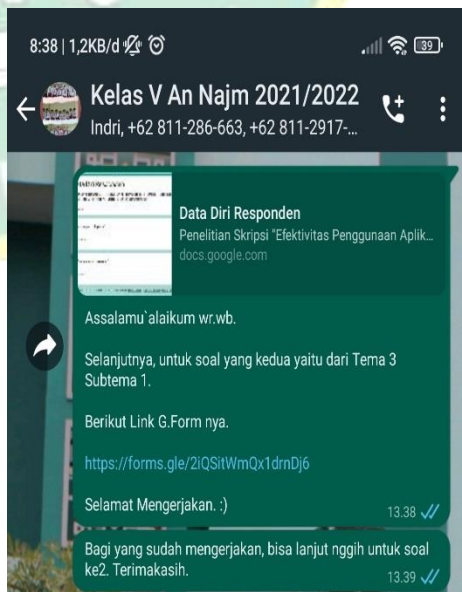 8:38 | 1,2KB/d
39
Kelas V An Najm 2021/2022
Indri, +62 811-286-663, +62 811-2917-...
Data Diri Responden
Penelitian Skripsi "Efektivitas Penggunaan Aplik...
docs.google.com
Assalamu`alaikum wr.wb.
Selanjutnya, untuk soal yang kedua yaitu dari Tema 3
Subtema 1.
Berikut Link G.Form nya.
https://forms.gle/2iQSitWmQx1drnDj6
Selamat Mengerjakan. :)
13.38
Bagi yang sudah mengerjakan, bisa lanjut nggih untuk soal
ke2. Terimakasih.
13.39